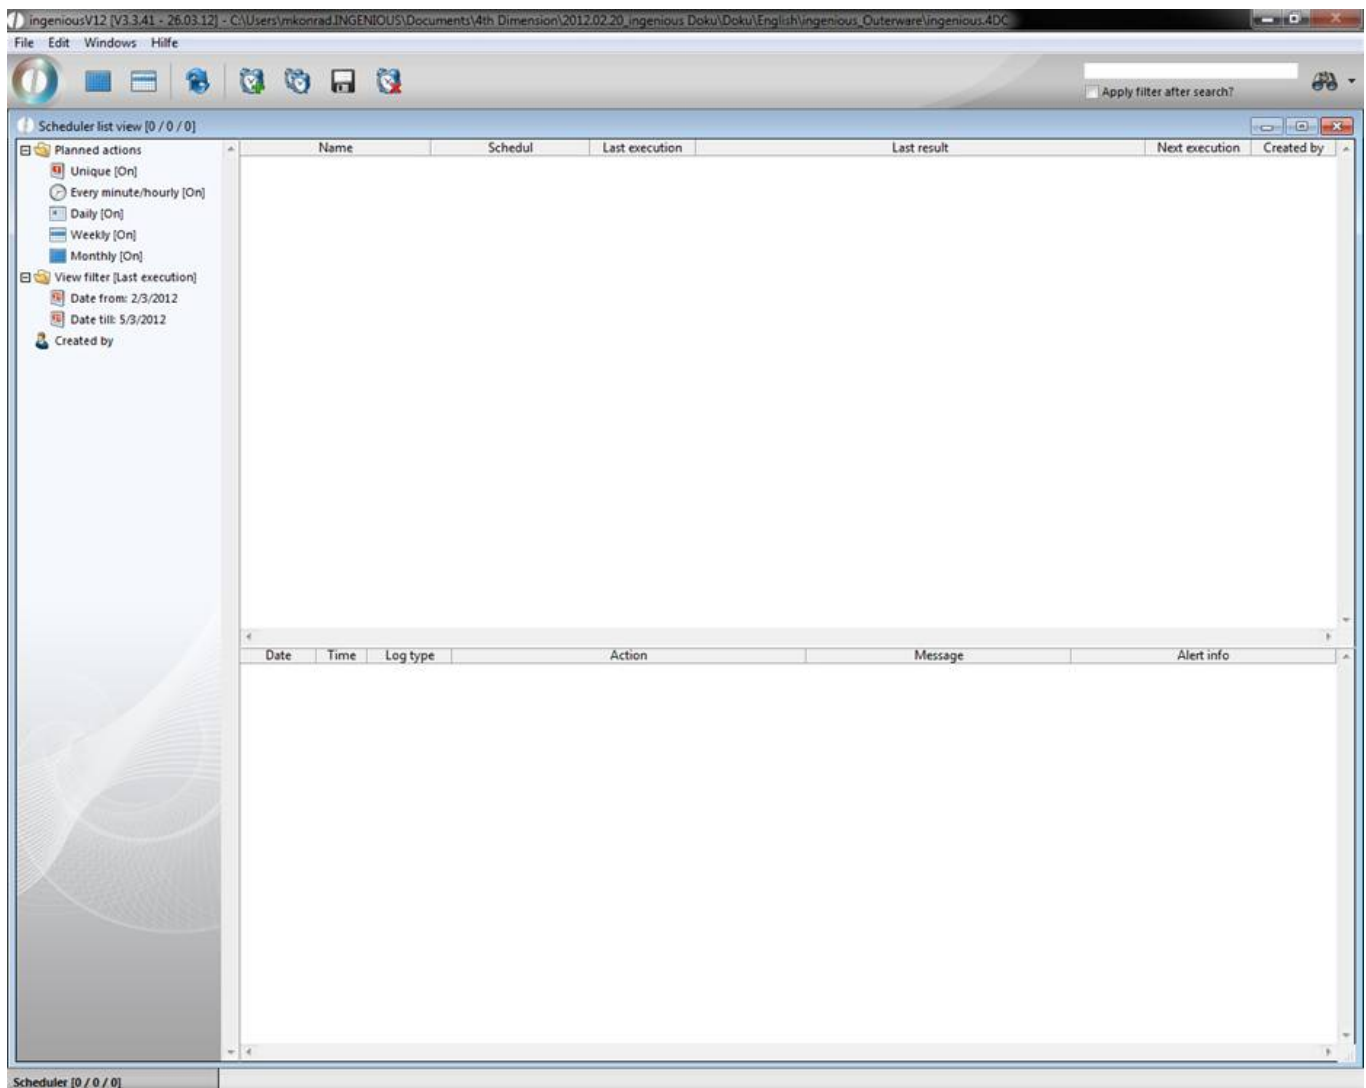 ingeniousV12 [V3.3.41 - 26.03.12] - C:\Users\mkonrad.INGENIOUS\Documents\4th Dimension\2012.02.20_ingenious Doku\Doku\English\ingenious_Outerware\ingenious.4DC
File Edit Windows Hilfe
Apply filter after search?
Scheduler list view [0 / 0 / 0]
Planned actions
Unique [On]
Every minute/hourly [On]
Daily [On]
Weekly [On]
Monthly [On]
View filter [Last execution]
Date from: 2/3/2012
Date till: 5/3/2012
Created by
Name Schedul Last execution Last result Next execution Created by
Date Time Log type Action Message Alert info
Scheduler [0 / 0 / 0]